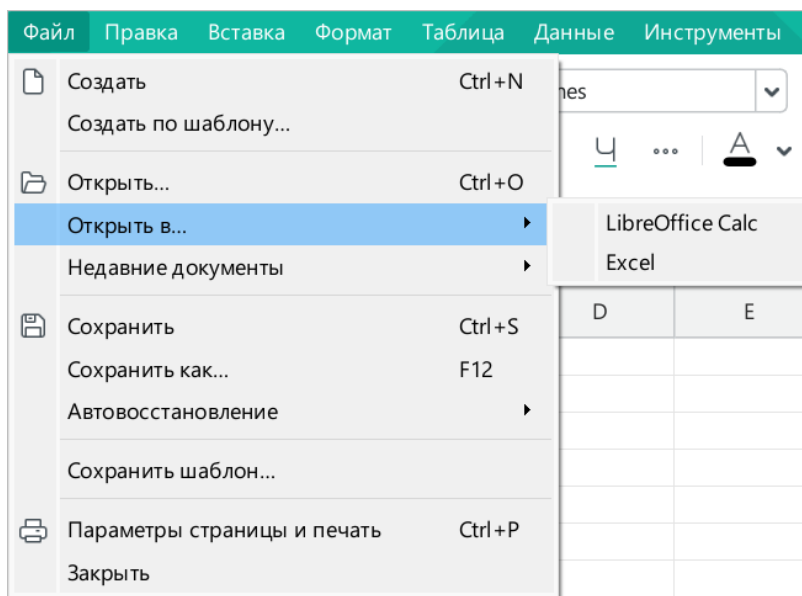 Файл Правка Вставка Формат Таблица Данные Инструменты
Создать Ctrl+N
Создать по шаблону...
Ч А
Открыть... Ctrl+O
Открыть в... LibreOffice Calc
Недавние документы Excel
D E
Сохранить Ctrl+S
Сохранить как... F12
Автовосстановление
Сохранить шаблон...
Параметры страницы и печать Ctrl+P
Закрыть